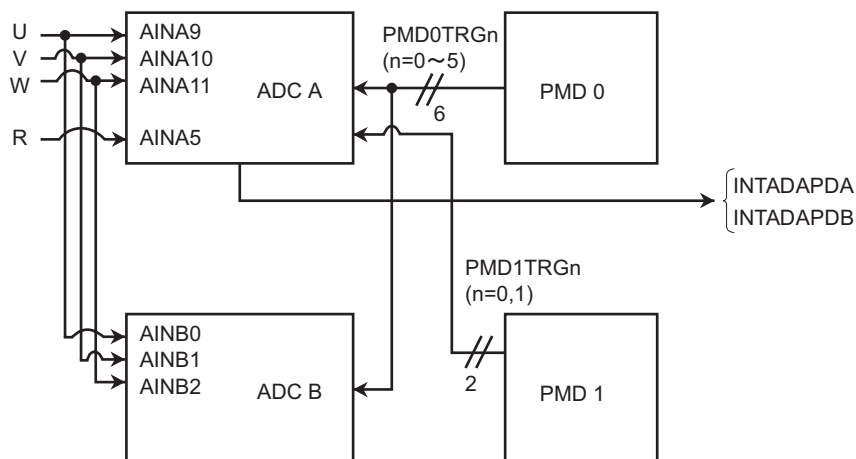 U
V
W
R
AINA9
AINA10
AINA11
AINA5
ADC A
PMD0TRGn
(n=0～5)
6
PMD 0
INTADAPDA
INTADAPDB
PMD1TRGn
(n=0,1)
2
PMD 1
AINB0
AINB1
AINB2
ADC B